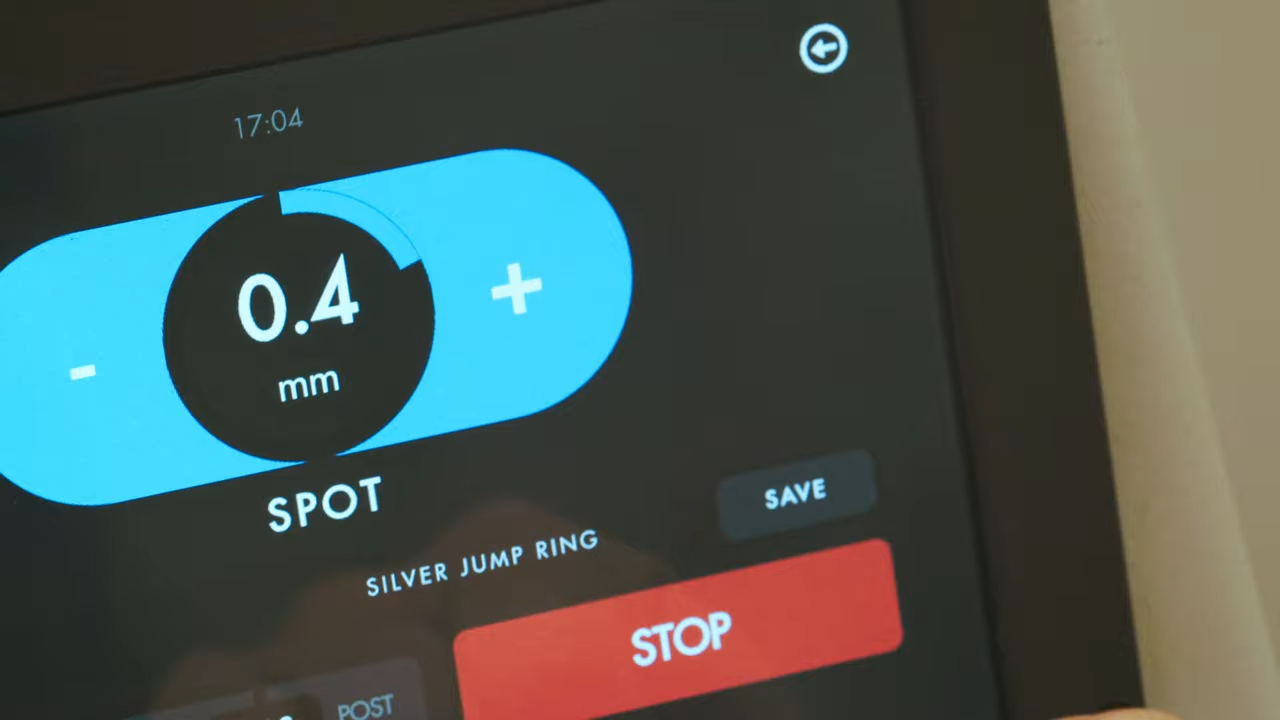 17:04
-
0.4
+
mm
SPOT
SAVE
SILVER JUMP RING
STOP
POST